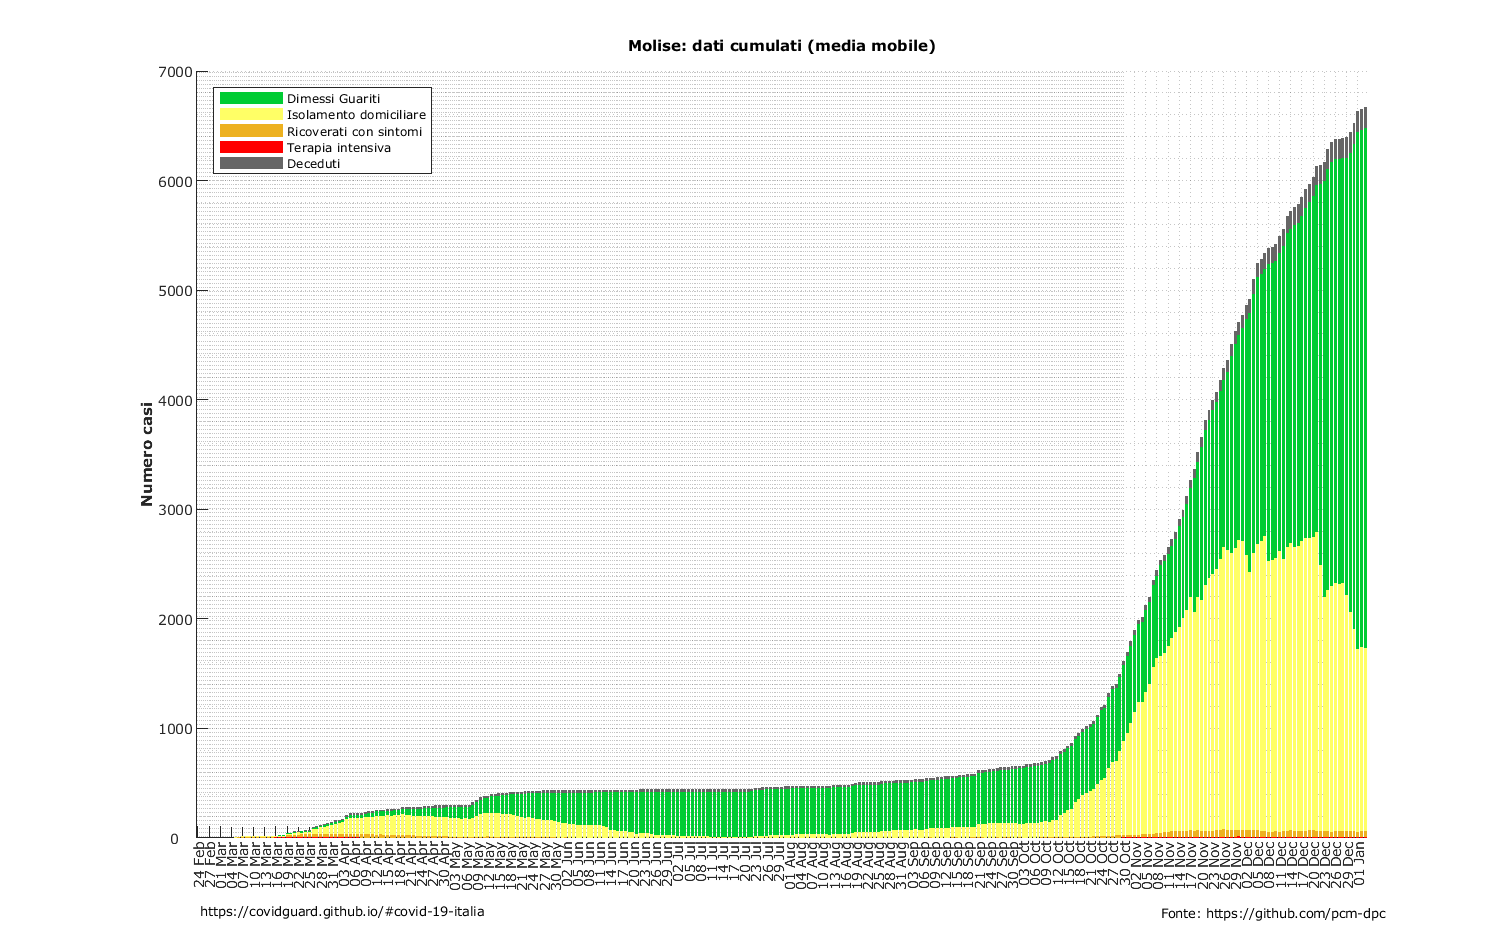 Molise: dati cumulati (media mobile)
7000
6000
5000
4000
3000
2000
1000
0
Numero casi
Dimessi Guariti
Isolamento domiciliare
Ricoverati con sintomi
Terapia intensiva
Deceduti
24 Feb
27 Feb
01 Mar
04 Mar
07 Mar
10 Mar
13 Mar
16 Mar
19 Mar
22 Mar
25 Mar
28 Mar
31 Mar
03 Apr
06 Apr
09 Apr
12 Apr
15 Apr
18 Apr
21 Apr
24 Apr
27 Apr
30 Apr
03 May
06 May
09 May
12 May
15 May
18 May
21 May
24 May
27 May
30 May
02 Jun
05 Jun
08 Jun
11 Jun
14 Jun
17 Jun
20 Jun
23 Jun
26 Jun
29 Jun
02 Jul
05 Jul
08 Jul
11 Jul
14 Jul
17 Jul
20 Jul
23 Jul
26 Jul
29 Jul
01 Aug
04 Aug
07 Aug
10 Aug
13 Aug
16 Aug
19 Aug
22 Aug
25 Aug
28 Aug
31 Aug
03 Sep
06 Sep
09 Sep
12 Sep
15 Sep
18 Sep
21 Sep
24 Sep
27 Sep
30 Sep
03 Oct
06 Oct
09 Oct
12 Oct
15 Oct
18 Oct
21 Oct
24 Oct
27 Oct
30 Oct
02 Nov
05 Nov
08 Nov
11 Nov
14 Nov
17 Nov
20 Nov
23 Nov
26 Nov
29 Nov
02 Dec
05 Dec
08 Dec
11 Dec
14 Dec
17 Dec
20 Dec
23 Dec
26 Dec
29 Dec
01 Jan
https://covidguard.github.io/#covid-19-italia
Fonte: https://github.com/pcm-dpc